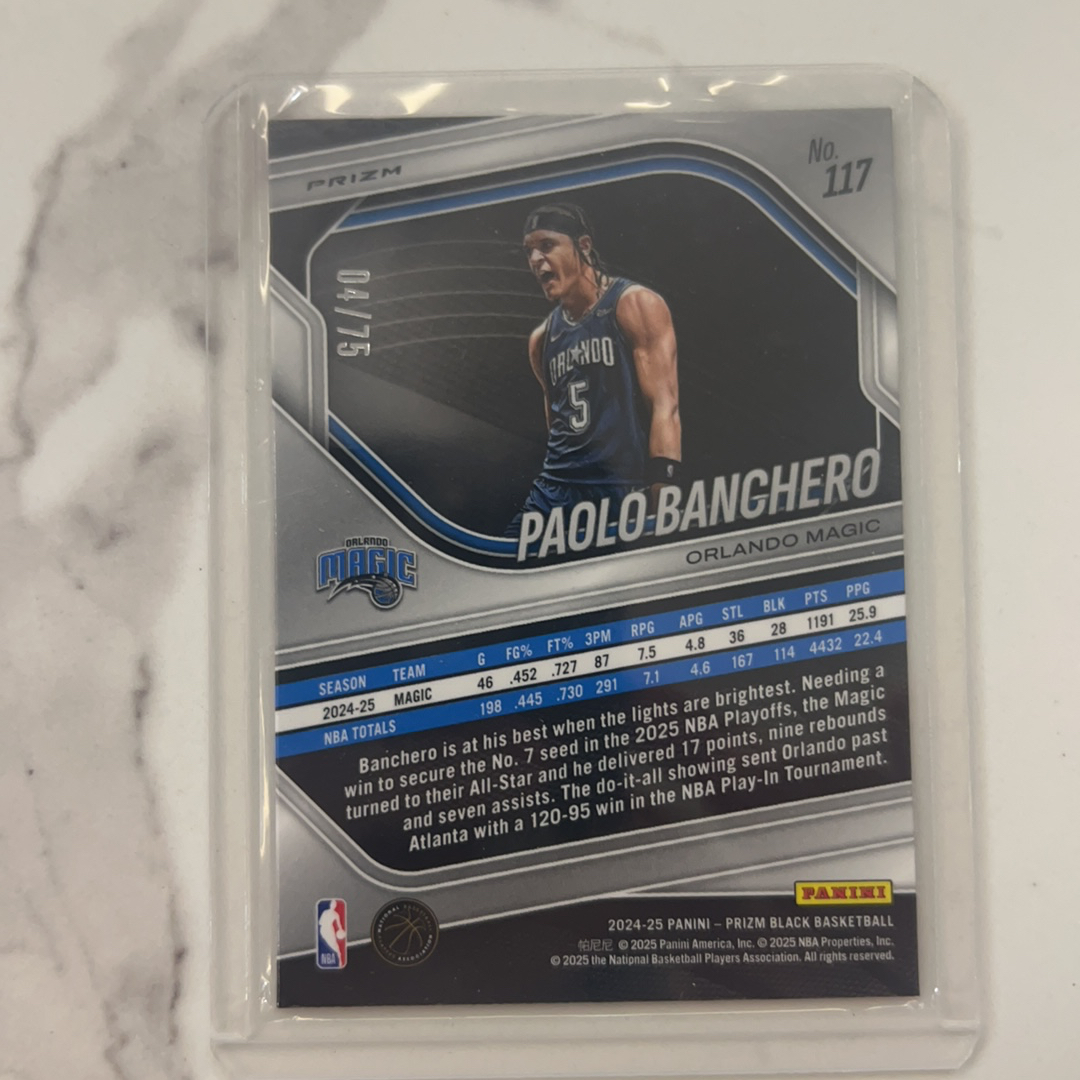 PRIZM
No.
117
04/75
ORLANDO
5
PAOLO BANCHERO
ORLANDO MAGIC
ORLANDO
MAGIC
SEASON TEAM G FG% FT% 3PM RPG APG STL BLK PTS PPG
2024-25 MAGIC 46 .452 .727 87 7.5 4.8 36 28 1191 25.9
NBA TOTALS 198 .445 .730 291 7.1 4.6 167 114 4432 22.4
Banchero is at his best when the lights are brightest. Needing a
win to secure the No. 7 seed in the 2025 NBA Playoffs, the Magic
turned to their All-Star and he delivered 17 points, nine rebounds
and seven assists. The do-it-all showing sent Orlando past
Atlanta with a 120-95 win in the NBA Play-In Tournament.
PANINI
2024-25 PANINI – PRIZM BLACK BASKETBALL
帕尼尼 © 2025 Panini America, Inc. © 2025 NBA Properties, Inc.
© 2025 the National Basketball Players Association. All rights reserved.
NBA
NATIONAL BASKETBALL PLAYERS ASSOCIATION